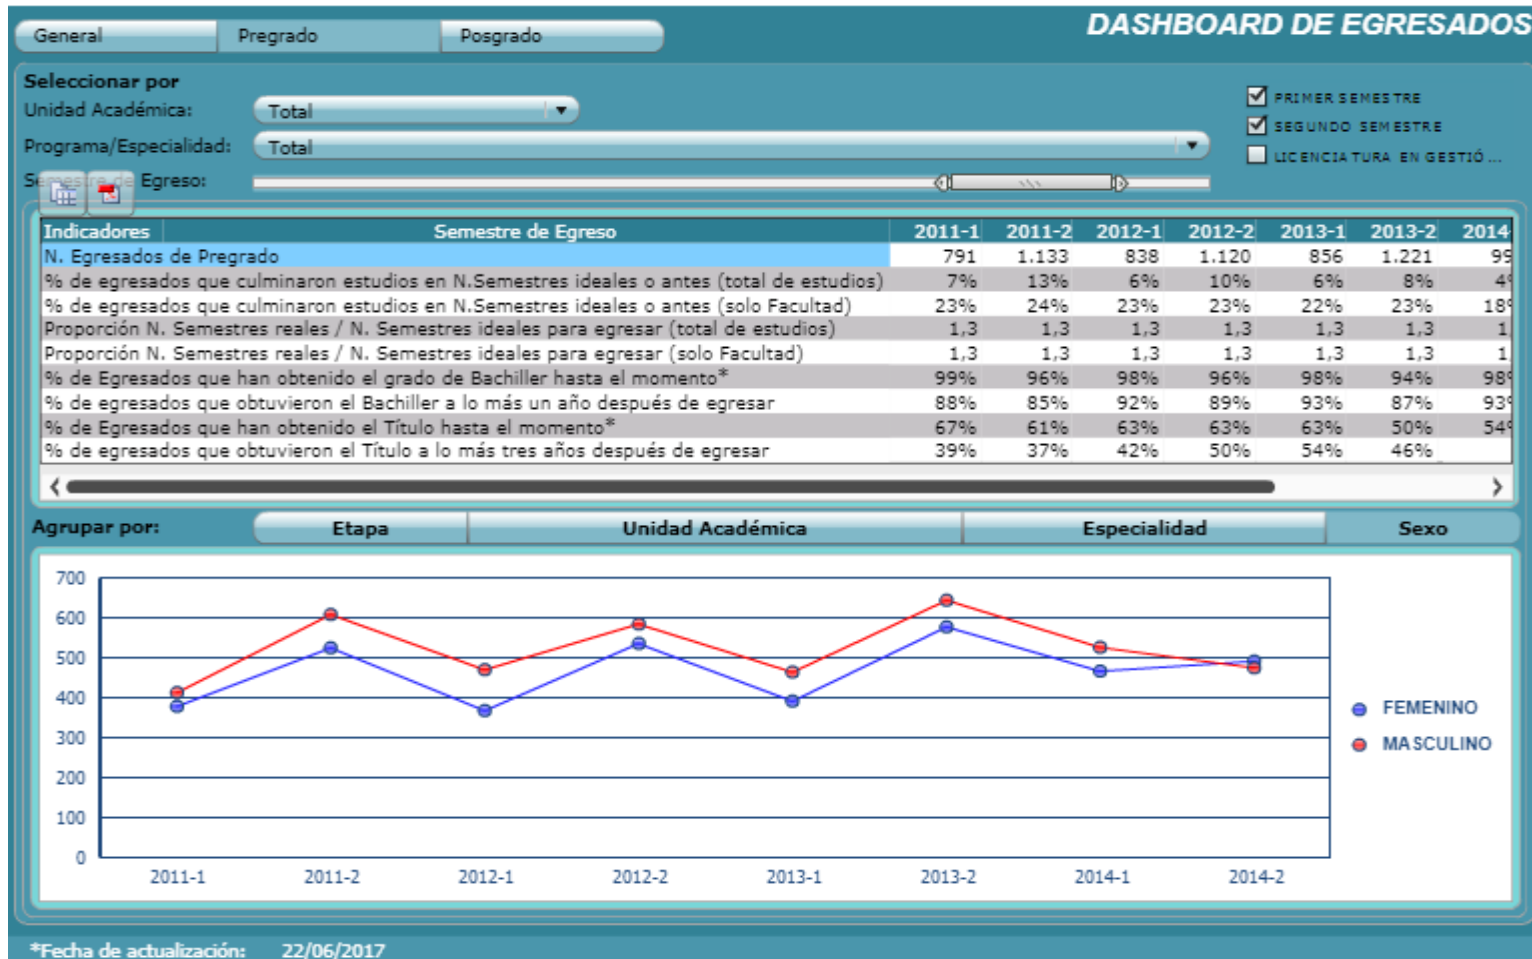 DASHBOARD DE EGRESADOS
General Pregrado Posgrado
Seleccionar por
Unidad Académica: Total
Programa/Especialidad: Total
Semestre de Egreso:
PRIMER SEMESTRE
SEGUNDO SEMESTRE
LICENCIATURA EN GESTIÓ...
Indicadores Semestre de Egreso 2011-1 2011-2 2012-1 2012-2 2013-1 2013-2 2014-
N. Egresados de Pregrado 791 1.133 838 1.120 856 1.221 99
% de egresados que culminaron estudios en N.Semestres ideales o antes (total de estudios) 7% 13% 6% 10% 6% 8% 4
% de egresados que culminaron estudios en N.Semestres ideales o antes (solo Facultad) 23% 24% 23% 23% 22% 23% 18
Proporción N. Semestres reales / N. Semestres ideales para egresar (total de estudios) 1,3 1,3 1,3 1,3 1,3 1,3 1,
Proporción N. Semestres reales / N. Semestres ideales para egresar (solo Facultad) 1,3 1,3 1,3 1,3 1,3 1,3 1,
% de Egresados que han obtenido el grado de Bachiller hasta el momento* 99% 96% 98% 96% 98% 94% 98
% de egresados que obtuvieron el Bachiller a lo más un año después de egresar 88% 85% 92% 89% 93% 87% 93
% de Egresados que han obtenido el Título hasta el momento* 67% 61% 63% 63% 63% 50% 54
% de egresados que obtuvieron el Título a lo más tres años después de egresar 39% 37% 42% 50% 54% 46%
Agrupar por: Etapa Unidad Académica Especialidad Sexo
700
600
500
400
300
200
100
0
2011-1 2011-2 2012-1 2012-2 2013-1 2013-2 2014-1 2014-2
FEMENINO
MASCULINO
*Fecha de actualización: 22/06/2017